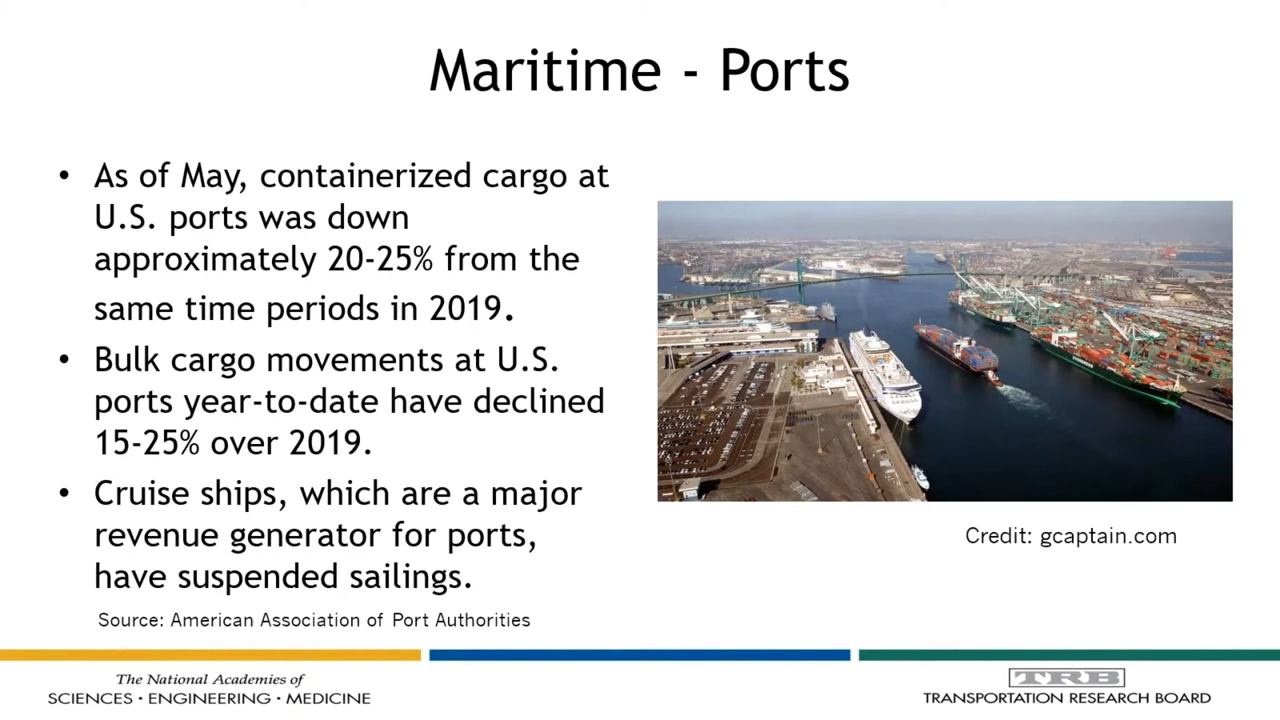 Maritime - Ports
• As of May, containerized cargo at
U.S. ports was down
approximately 20-25% from the
same time periods in 2019.
• Bulk cargo movements at U.S.
ports year-to-date have declined
15-25% over 2019.
• Cruise ships, which are a major
revenue generator for ports,
have suspended sailings.
Source: American Association of Port Authorities
Credit: gcaptain.com
The National Academies of
SCIENCES • ENGINEERING • MEDICINE
TRB
TRANSPORTATION RESEARCH BOARD